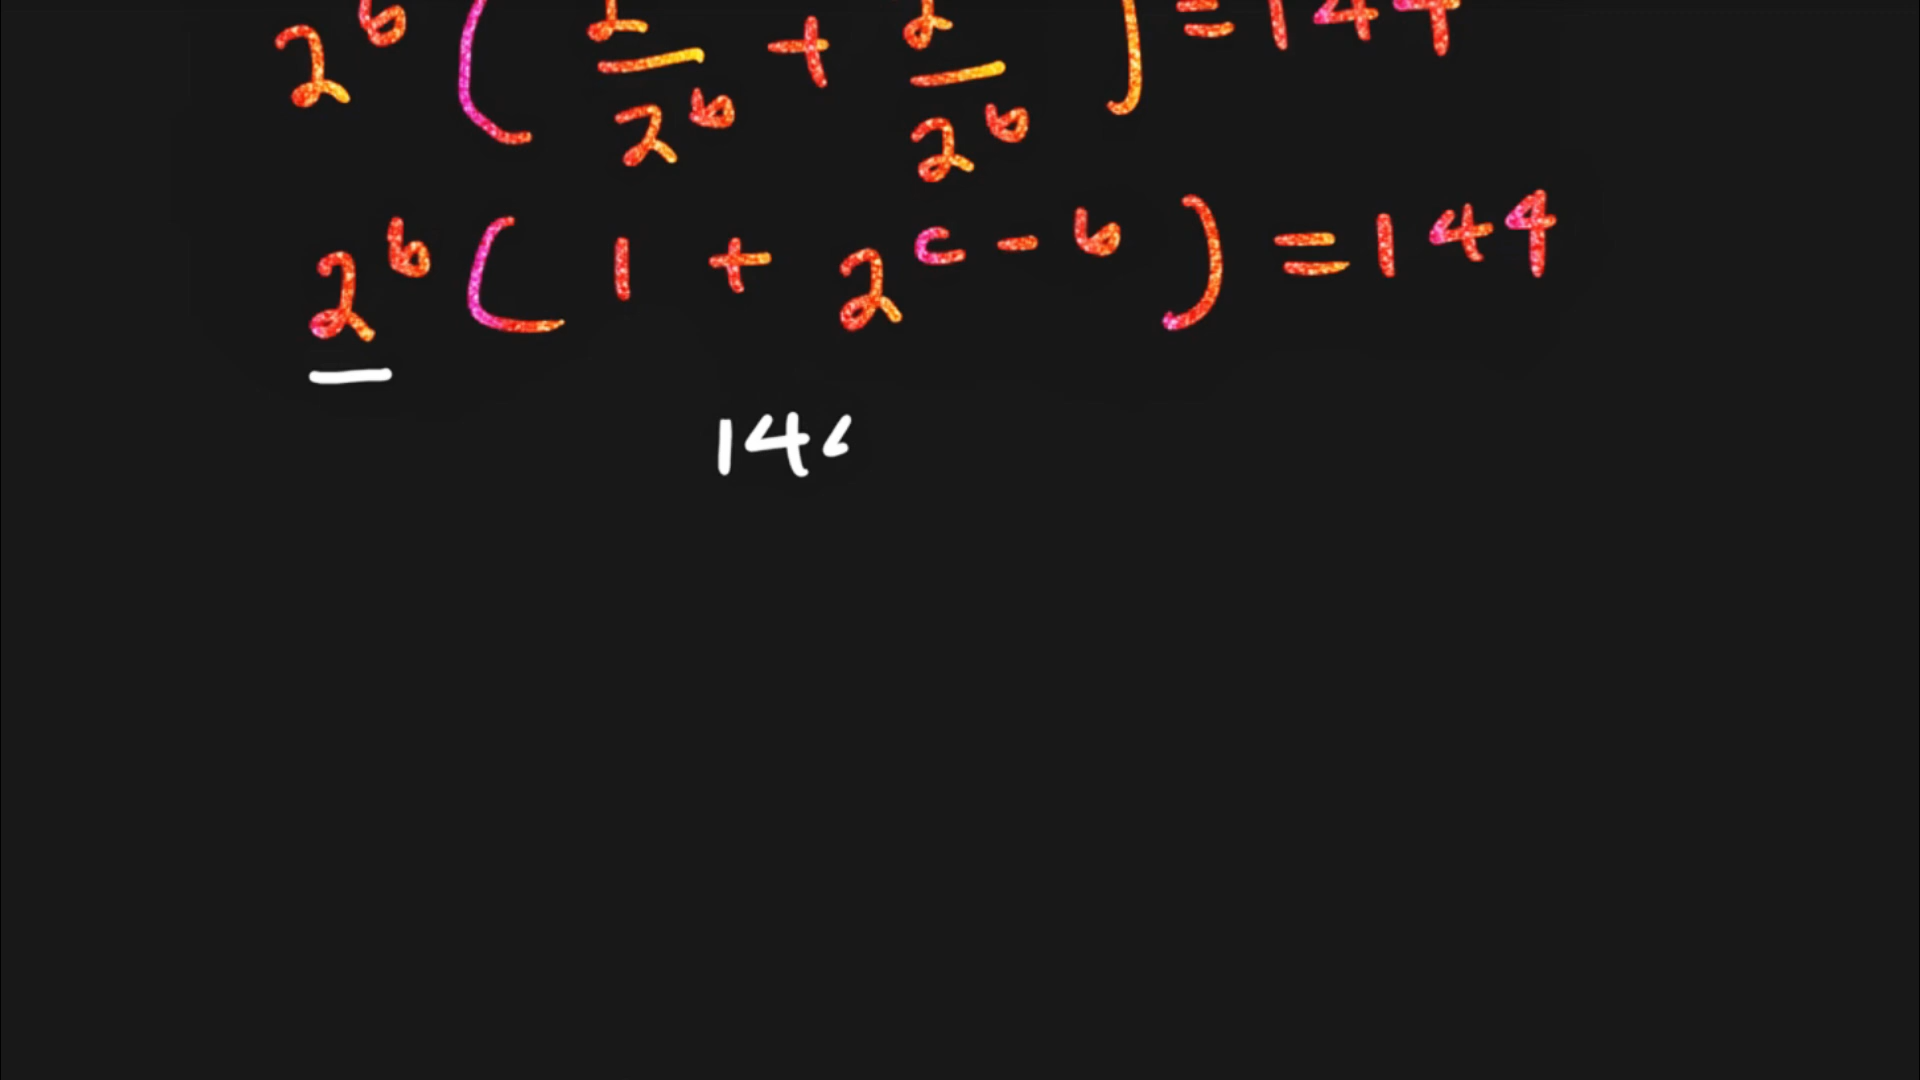 2^b ( 2/2^b + 2/2^b ) = 144
2^b ( 1 + 2^(c-b) ) = 144
14